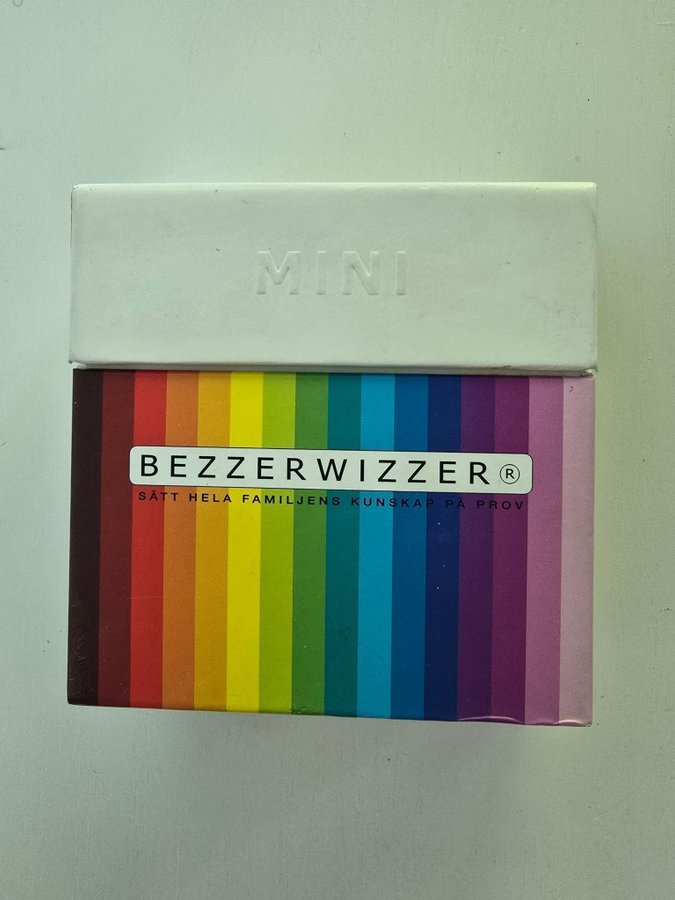 MINI
BEZZERWIZZER®
SÄTT HELA FAMILJENS KUNSKAP PÅ PROV